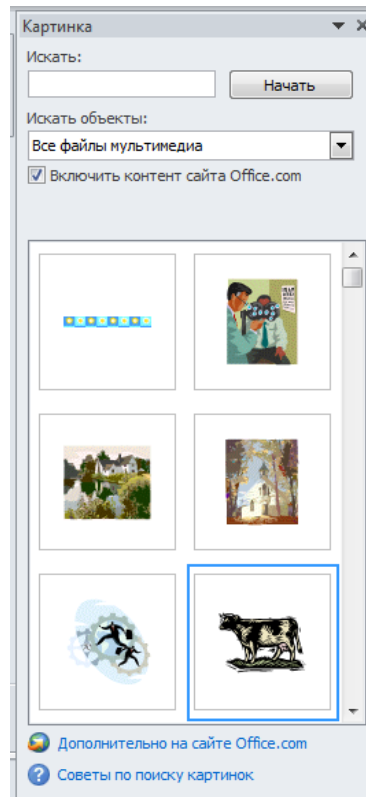 Картинка
Искать:
Начать
Искать объекты:
Все файлы мультимедиа
Включить контент сайта Office.com
Дополнительно на сайте Office.com
Советы по поиску картинок